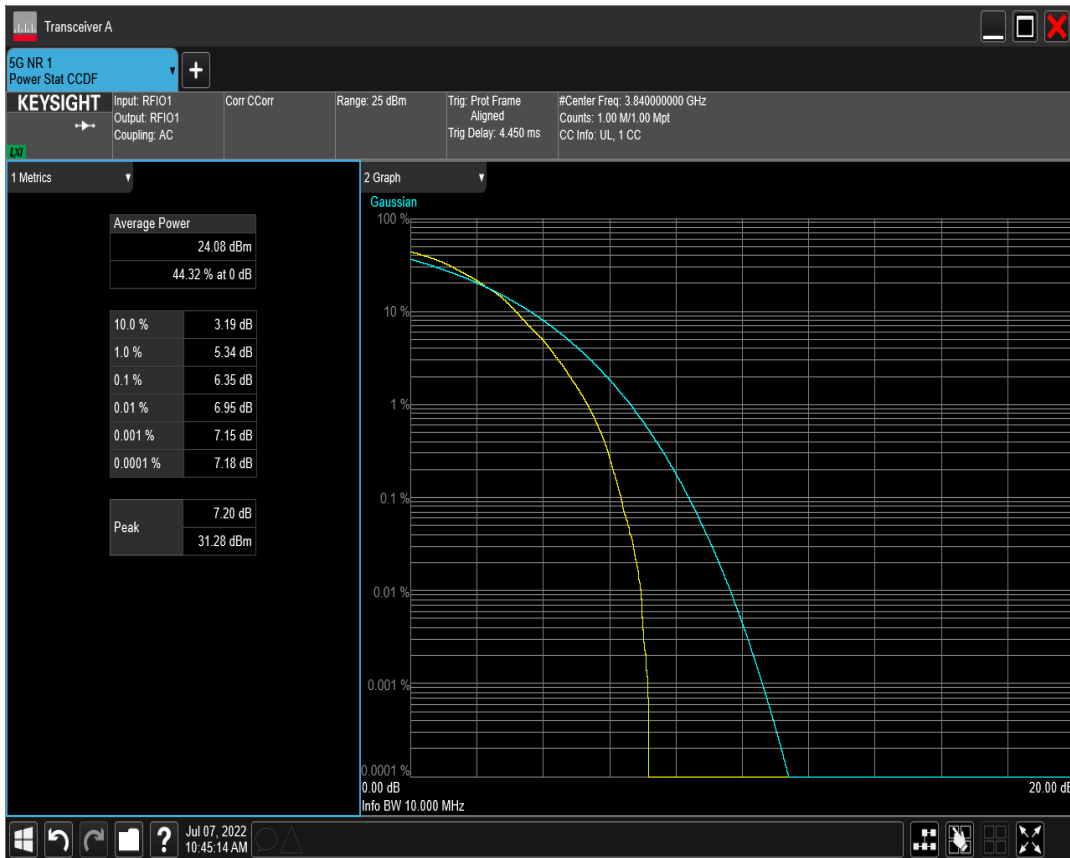 Transceiver A
5G NR 1
Power Stat CCDF
KEYSIGHT
LXI
Input: RFIO1
Output: RFIO1
Coupling: AC
Corr CCorr
Range: 25 dBm
Trig: Prot Frame
Aligned
Trig Delay: 4.450 ms
#Center Freq: 3.840000000 GHz
Counts: 1.00 M/1.00 Mpt
CC Info: UL, 1 CC
1 Metrics
Average Power
24.08 dBm
44.32 % at 0 dB
10.0 % 3.19 dB
1.0 % 5.34 dB
0.1 % 6.35 dB
0.01 % 6.95 dB
0.001 % 7.15 dB
0.0001 % 7.18 dB
Peak
7.20 dB
31.28 dBm
2 Graph
Gaussian
100 %
10 %
1 %
0.1 %
0.01 %
0.001 %
0.0001 %
0.00 dB
20.00 dB
Info BW 10.000 MHz
Jul 07, 2022
10:45:14 AM